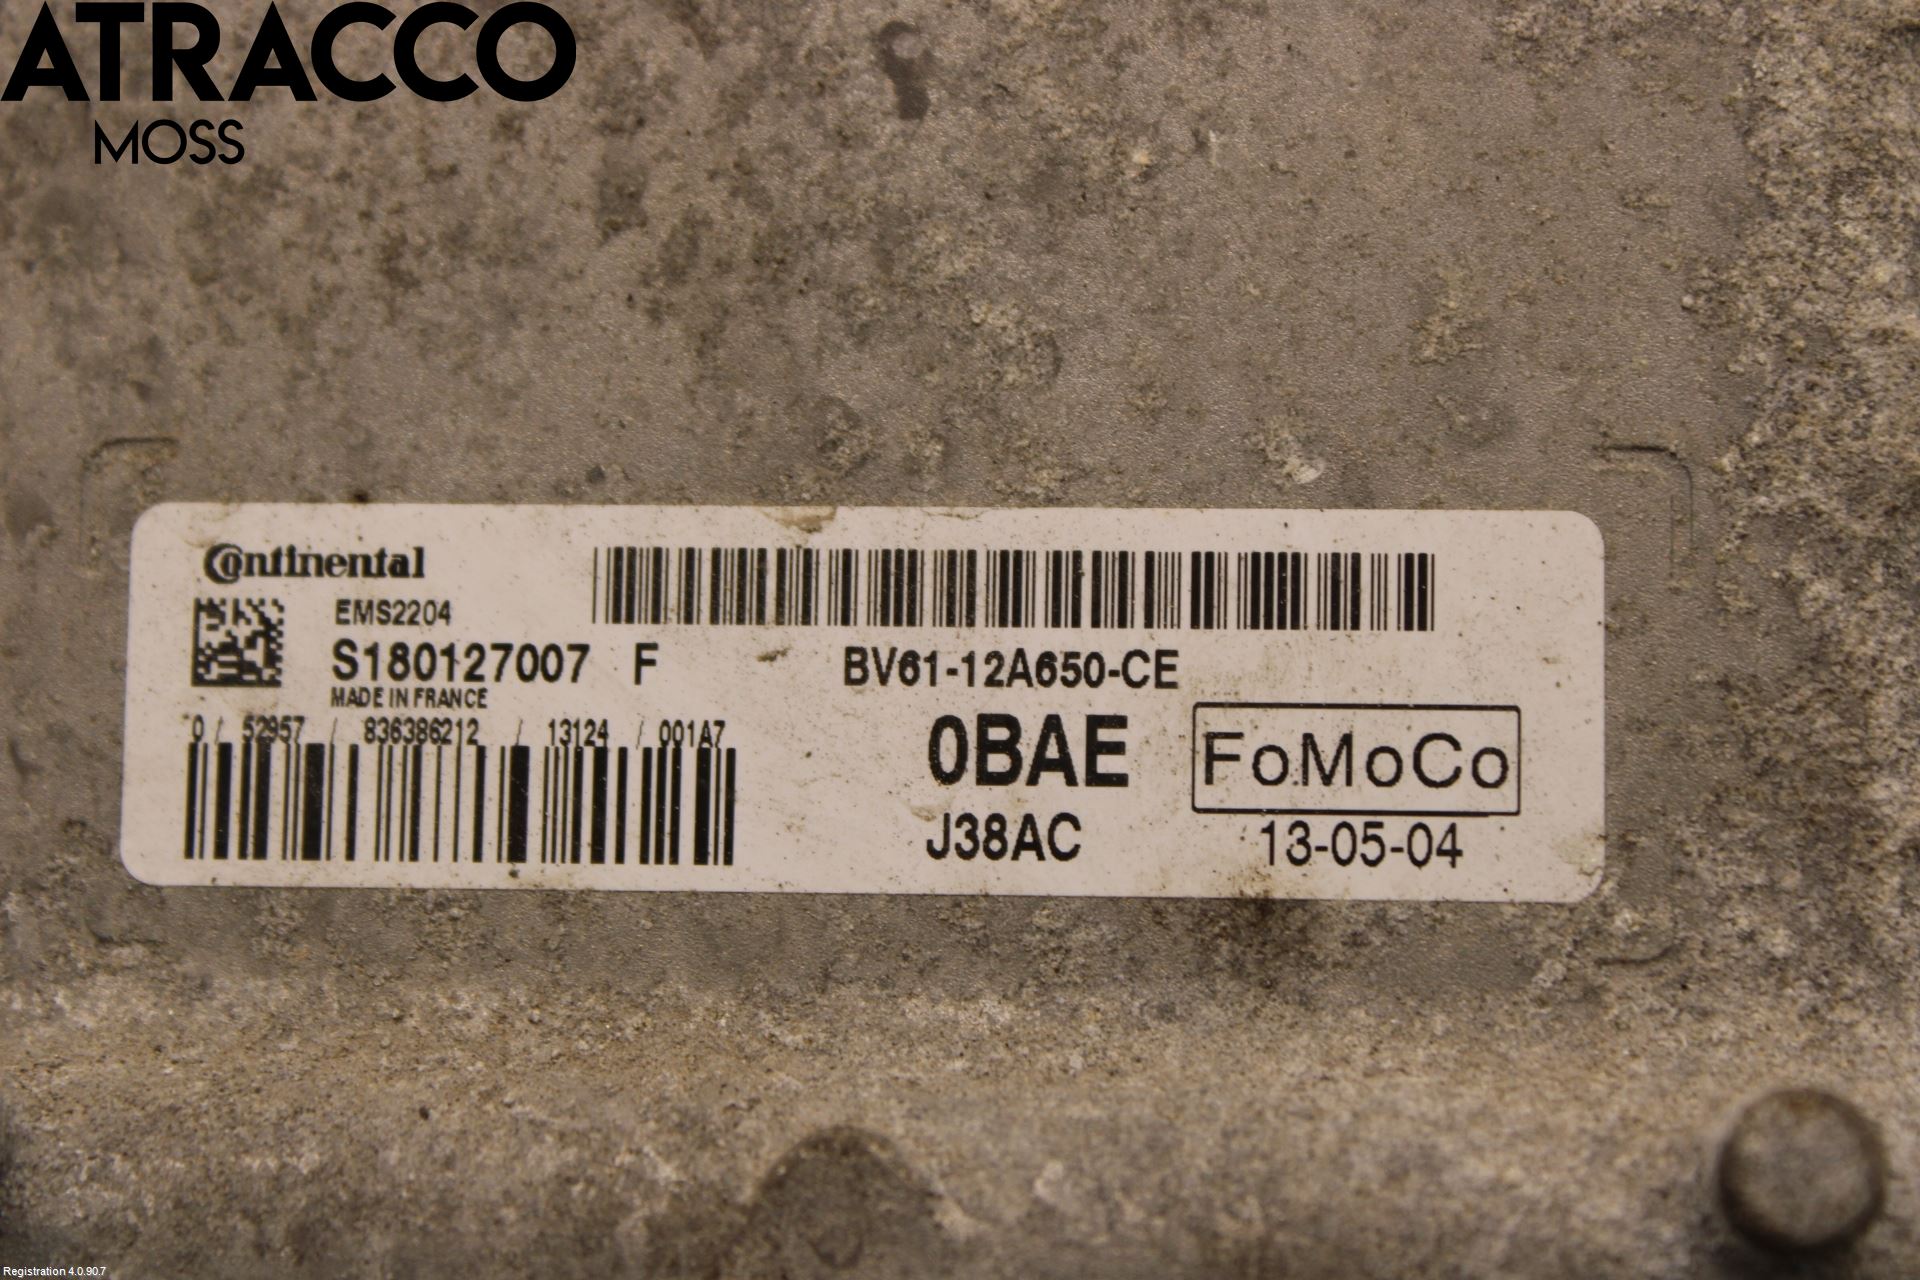 ATRACCO
MOSS
Continental
EMS2204
S180127007 F
BV61-12A650-CE
MADE IN FRANCE
0 / 52957 / 836386212 / 13124 / 001A7
0BAE
FoMoCo
J38AC
13-05-04
Registration 4.0.90.7